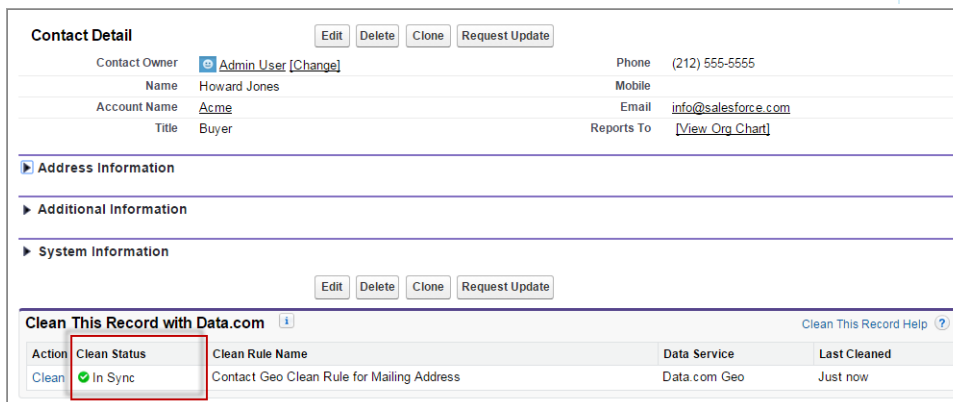 Contact Detail Edit Delete Clone Request Update
Contact Owner Admin User [Change] Phone (212) 555-5555
Name Howard Jones Mobile
Account Name Acme Email info@salesforce.com
Title Buyer Reports To [View Org Chart]
Address Information
Additional Information
System Information
Edit Delete Clone Request Update
Clean This Record with Data.com i Clean This Record Help ?
Action Clean Status Clean Rule Name Data Service Last Cleaned
Clean In Sync Contact Geo Clean Rule for Mailing Address Data.com Geo Just now